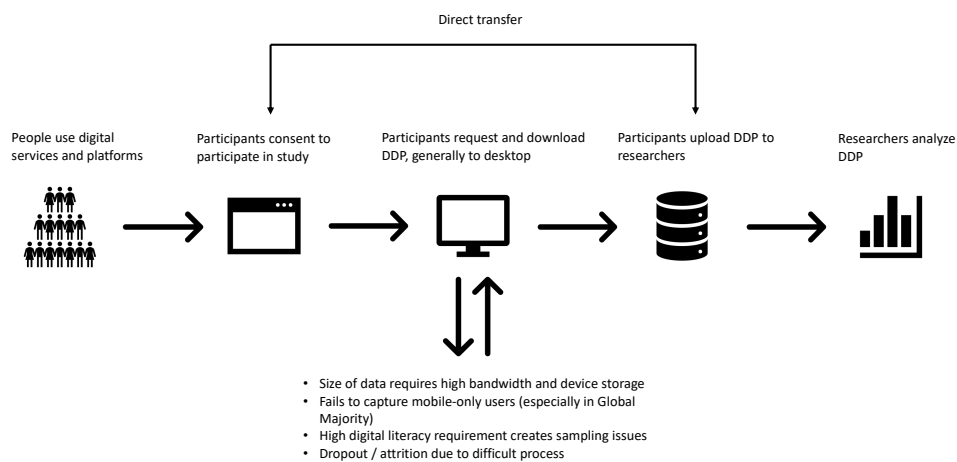 Direct transfer
People use digital
services and platforms
Participants consent to
participate in study
Participants request and download
DDP, generally to desktop
Participants upload DDP to
researchers
Researchers analyze
DDP
• Size of data requires high bandwidth and device storage
• Fails to capture mobile-only users (especially in Global
Majority)
• High digital literacy requirement creates sampling issues
• Dropout / attrition due to difficult process